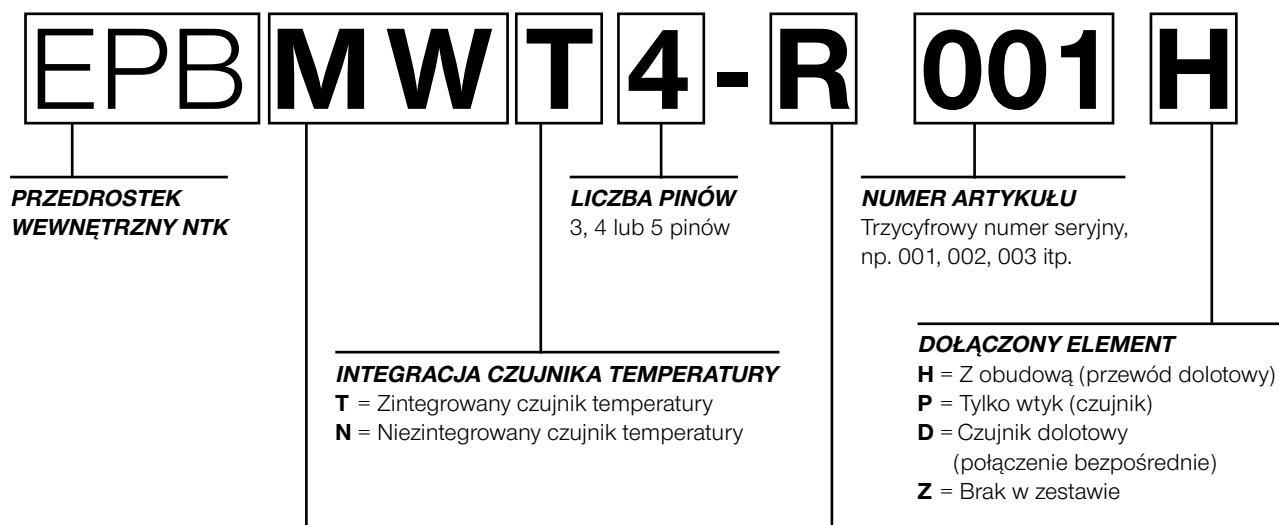 EPB MWT4-R 001 H
PRZEDROSTEK
WEWNĘTRZNY NTK
LICZBA PINÓW
3, 4 lub 5 pinów
NUMER ARTYKUŁU
Trzycyfrowy numer seryjny,
np. 001, 002, 003 itp.
INTEGRACJA CZUJNIKA TEMPERATURY
T = Zintegrowany czujnik temperatury
N = Niezintegrowany czujnik temperatury
DOŁĄCZONY ELEMENT
H = Z obudową (przewód dolotowy)
P = Tylko wtyk (czujnik)
D = Czujnik dolotowy
(połączenie bezpośrednie)
Z = Brak w zestawie